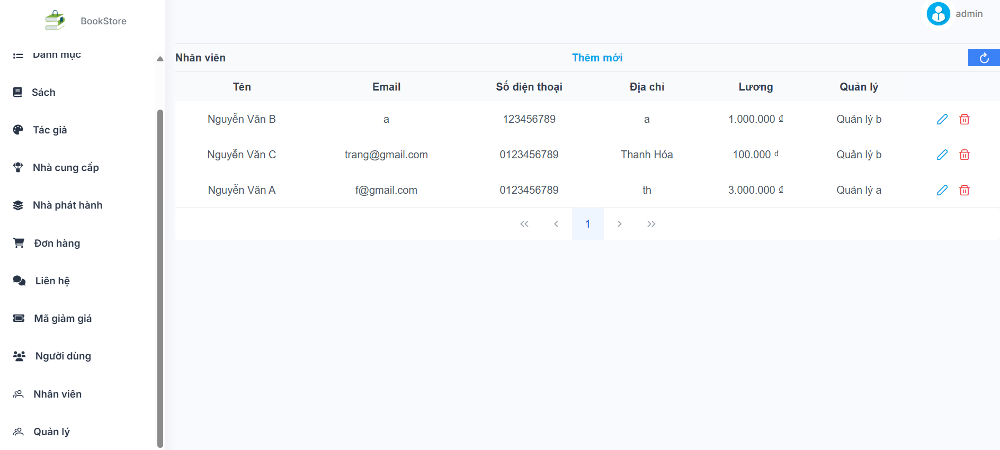 BookStore
admin
Danh mục
Sách
Tác giả
Nhà cung cấp
Nhà phát hành
Đơn hàng
Liên hệ
Mã giảm giá
Người dùng
Nhân viên
Quản lý
Nhân viên Thêm mới
Tên Email Số điện thoại Địa chỉ Lương Quản lý
Nguyễn Văn B a 123456789 a 1.000.000 ₫ Quản lý b
Nguyễn Văn C trang@gmail.com 0123456789 Thanh Hóa 100.000 ₫ Quản lý b
Nguyễn Văn A f@gmail.com 0123456789 th 3.000.000 ₫ Quản lý a
1